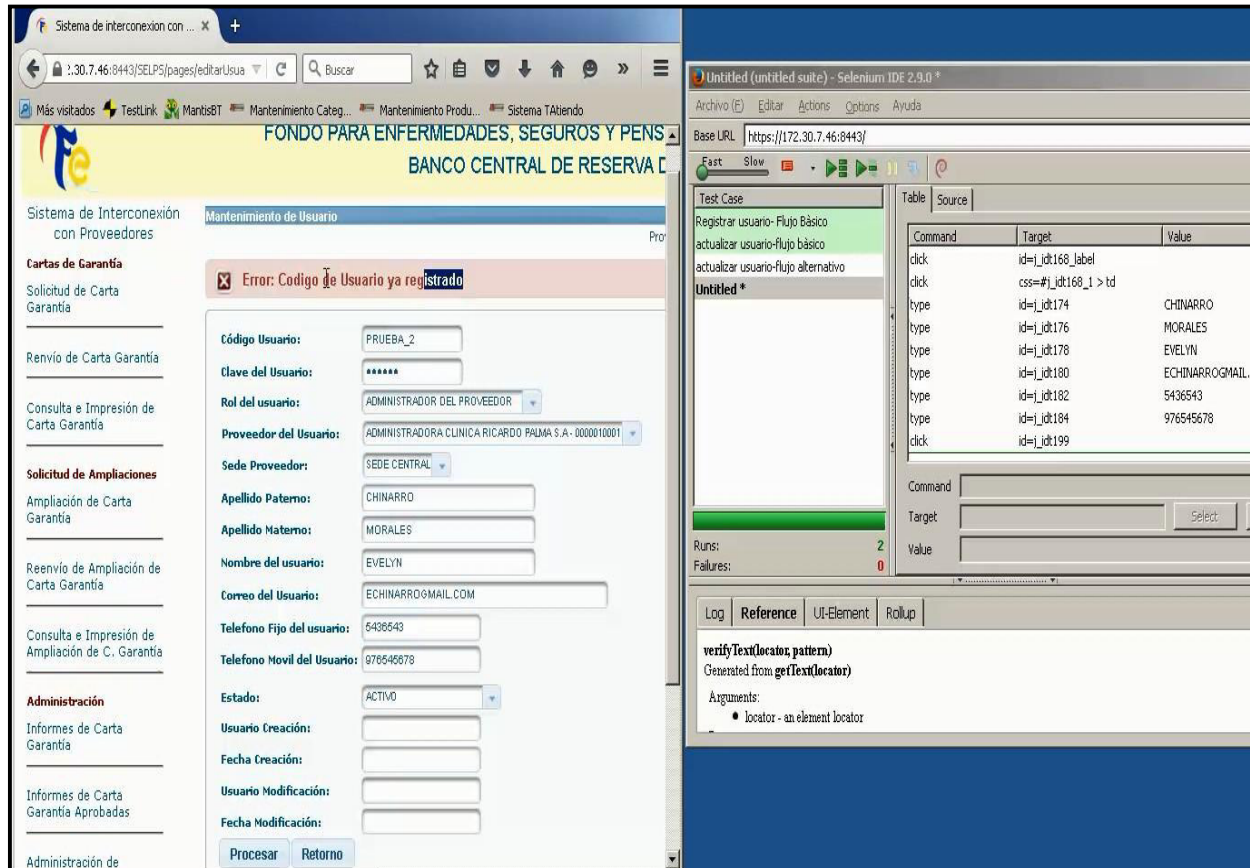 Sistema de interconexion con ...
.30.7.46:8443/SELPS/pages/editarUsua
Buscar
Más visitados TestLink MantisBT Mantenimiento Categ... Mantenimiento Produ... Sistema TAtiendo
FONDO PARA ENFERMEDADES, SEGUROS Y PENS
BANCO CENTRAL DE RESERVA D
Sistema de Interconexión
con Proveedores
Cartas de Garantía
Solicitud de Carta
Garantía
Renvío de Carta Garantía
Consulta e Impresión de
Carta Garantía
Solicitud de Ampliaciones
Ampliación de Carta
Garantía
Reenvío de Ampliación de
Carta Garantía
Consulta e Impresión de
Ampliación de C. Garantía
Administración
Informes de Carta
Garantía
Informes de Carta
Garantía Aprobadas
Administración de
Mantenimiento de Usuario
Pro
Error: Codigo de Usuario ya registrado
Código Usuario: PRUEBA_2
Clave del Usuario: ••••••
Rol del usuario: ADMINISTRADOR DEL PROVEEDOR
Proveedor del Usuario: ADMINISTRADORA CLINICA RICARDO PALMA S.A - 0000010001
Sede Proveedor: SEDE CENTRAL
Apellido Paterno: CHINARRO
Apellido Materno: MORALES
Nombre del usuario: EVELYN
Correo del Usuario: ECHINARROGMAIL.COM
Telefono Fijo del usuario: 5436543
Telefono Movil del Usuario: 976545678
Estado: ACTIVO
Usuario Creación:
Fecha Creación:
Usuario Modificación:
Fecha Modificación:
Procesar Retorno
Untitled (untitled suite) - Selenium IDE 2.9.0 *
Archivo (F) Editar Actions Options Ayuda
Base URL https://172.30.7.46:8443/
Fast Slow
Test Case
Registrar usuario- Flujo Bàsico
actualizar usuario-flujo bàsico
actualizar usuario-flujo alternativo
Untitled *
Runs: 2
Failures: 0
Table Source
Command Target Value
click id=j_idt168_label
click css=#j_idt168_1 > td
type id=j_idt174 CHINARRO
type id=j_idt176 MORALES
type id=j_idt178 EVELYN
type id=j_idt180 ECHINARROGMAIL.
type id=j_idt182 5436543
type id=j_idt184 976545678
click id=j_idt199
Command
Target Select
Value
Log Reference UI-Element Rollup
verifyText(locator, pattern)
Generated from getText(locator)
Arguments:
• locator - an element locator